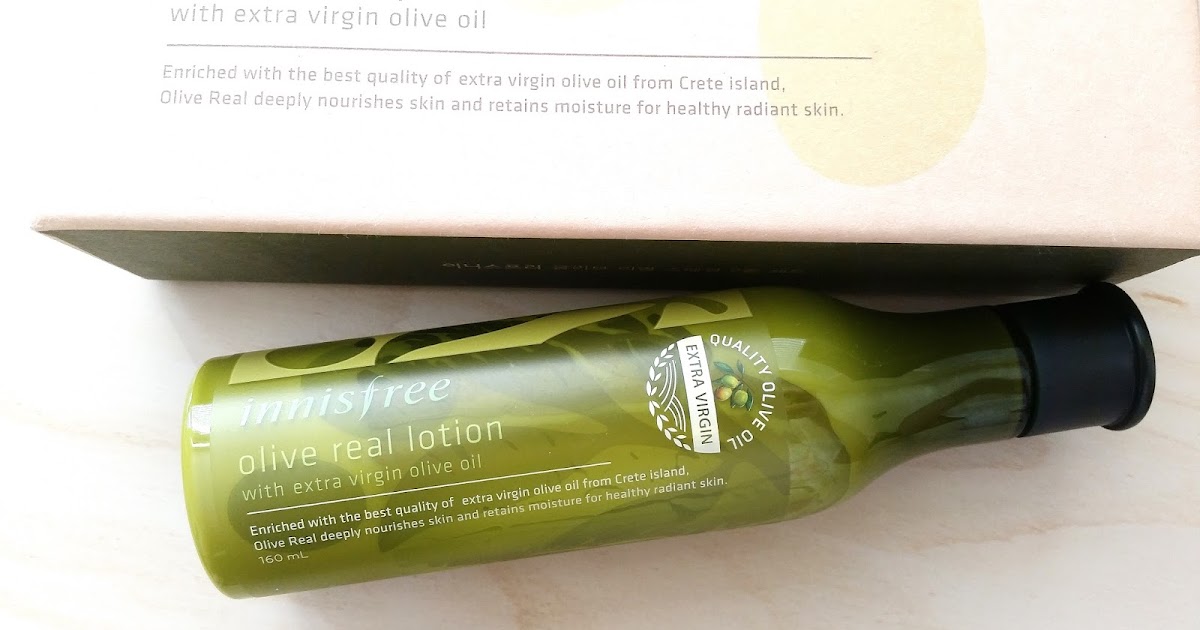 with extra virgin olive oil
Enriched with the best quality of extra virgin olive oil from Crete island,
Olive Real deeply nourishes skin and retains moisture for healthy radiant skin.
innisfree
olive real lotion
with extra virgin olive oil
Enriched with the best quality of extra virgin olive oil from Crete island,
Olive Real deeply nourishes skin and retains moisture for healthy radiant skin.
160 mL
QUALITY OLIVE OIL
EXTRA VIRGIN